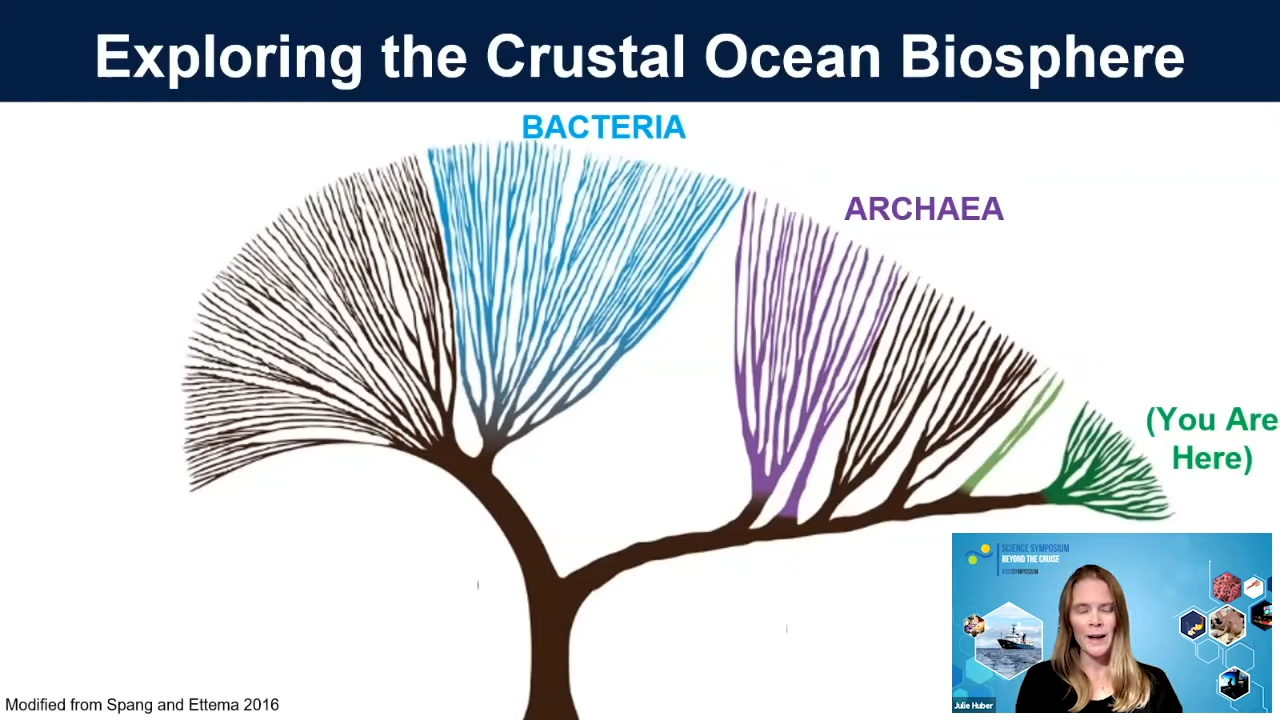 Exploring the Crustal Ocean Biosphere
BACTERIA
ARCHAEA
(You Are
Here)
SCIENCE SYMPOSIUM
BEYOND THE CRUISE
Julie Huber
Modified from Spang and Ettema 2016